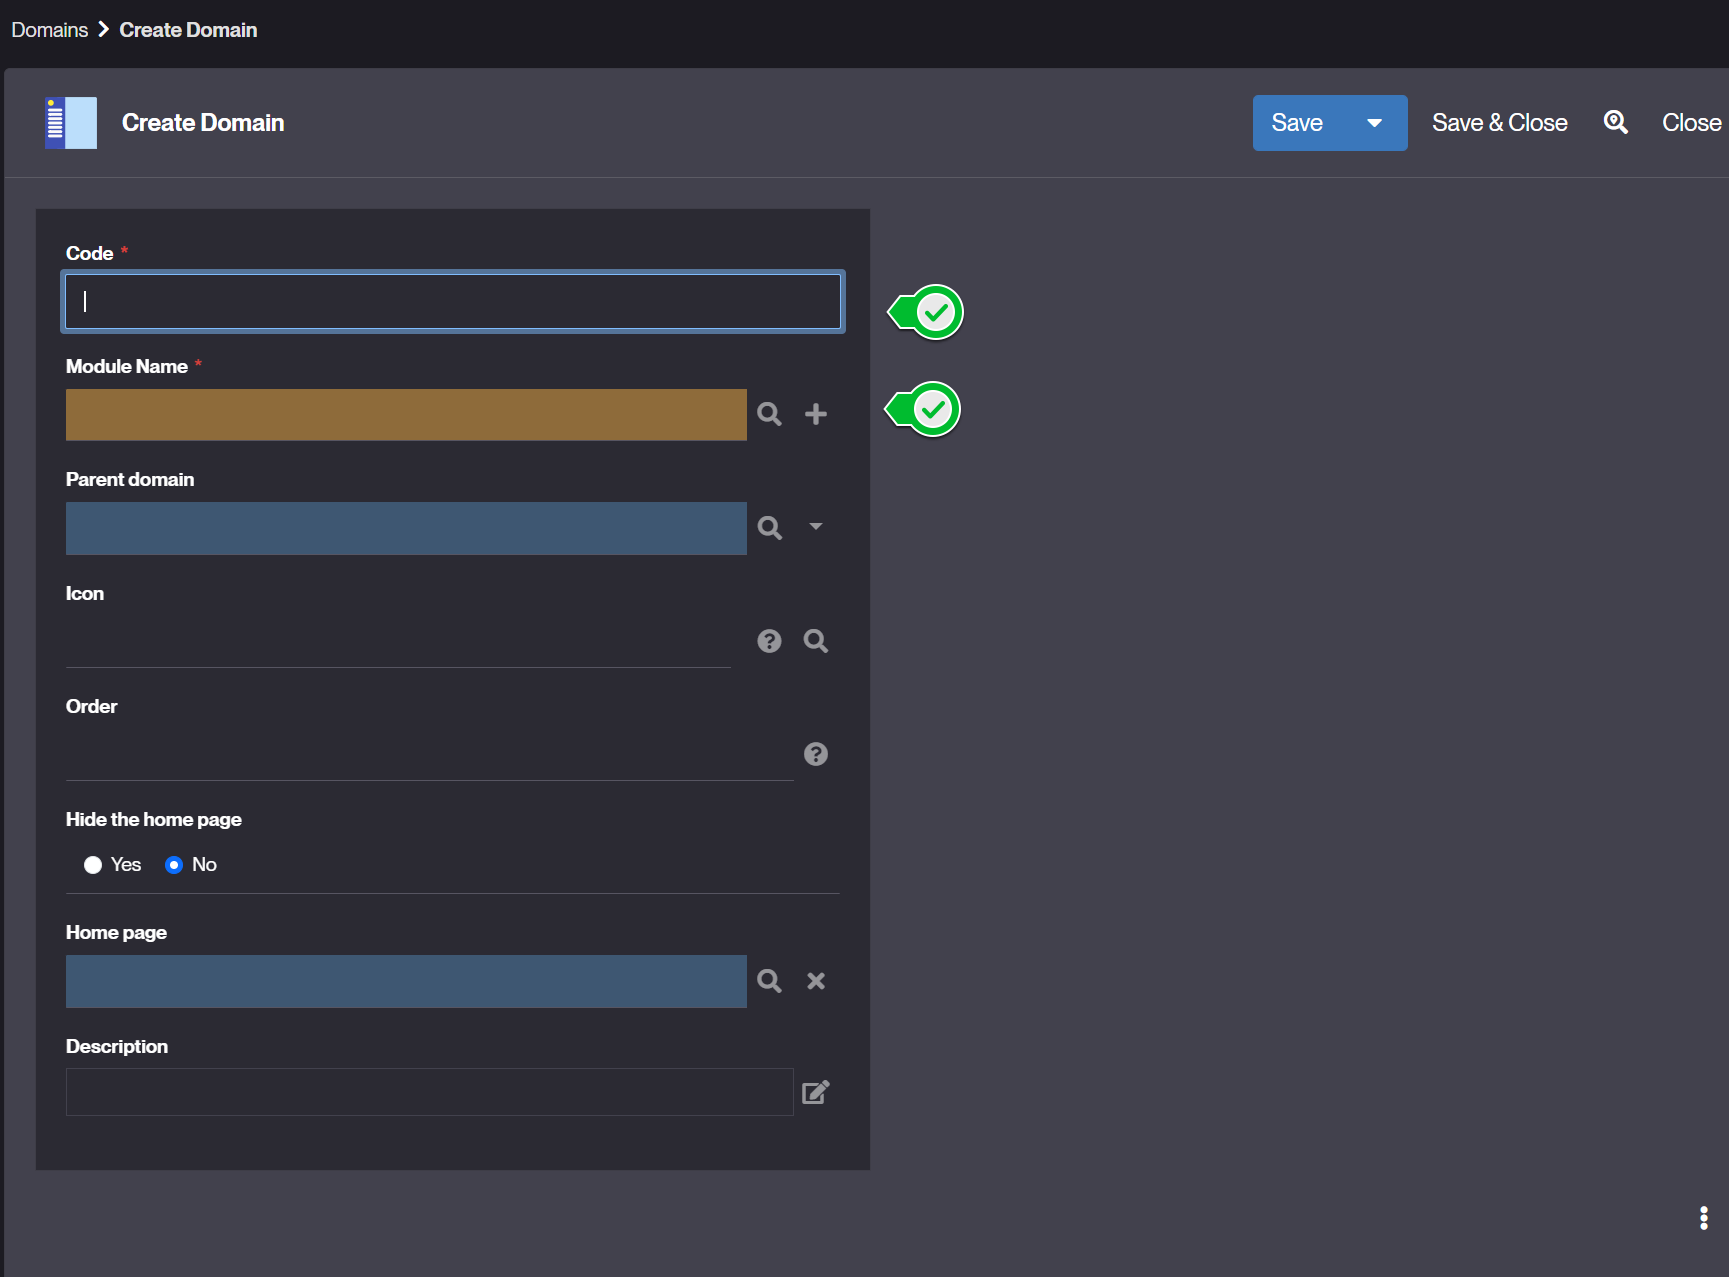 Domains > Create Domain
Create Domain
Save
Save & Close
Close
Code *
Module Name *
Parent domain
Icon
Order
Hide the home page
Yes No
Home page
Description